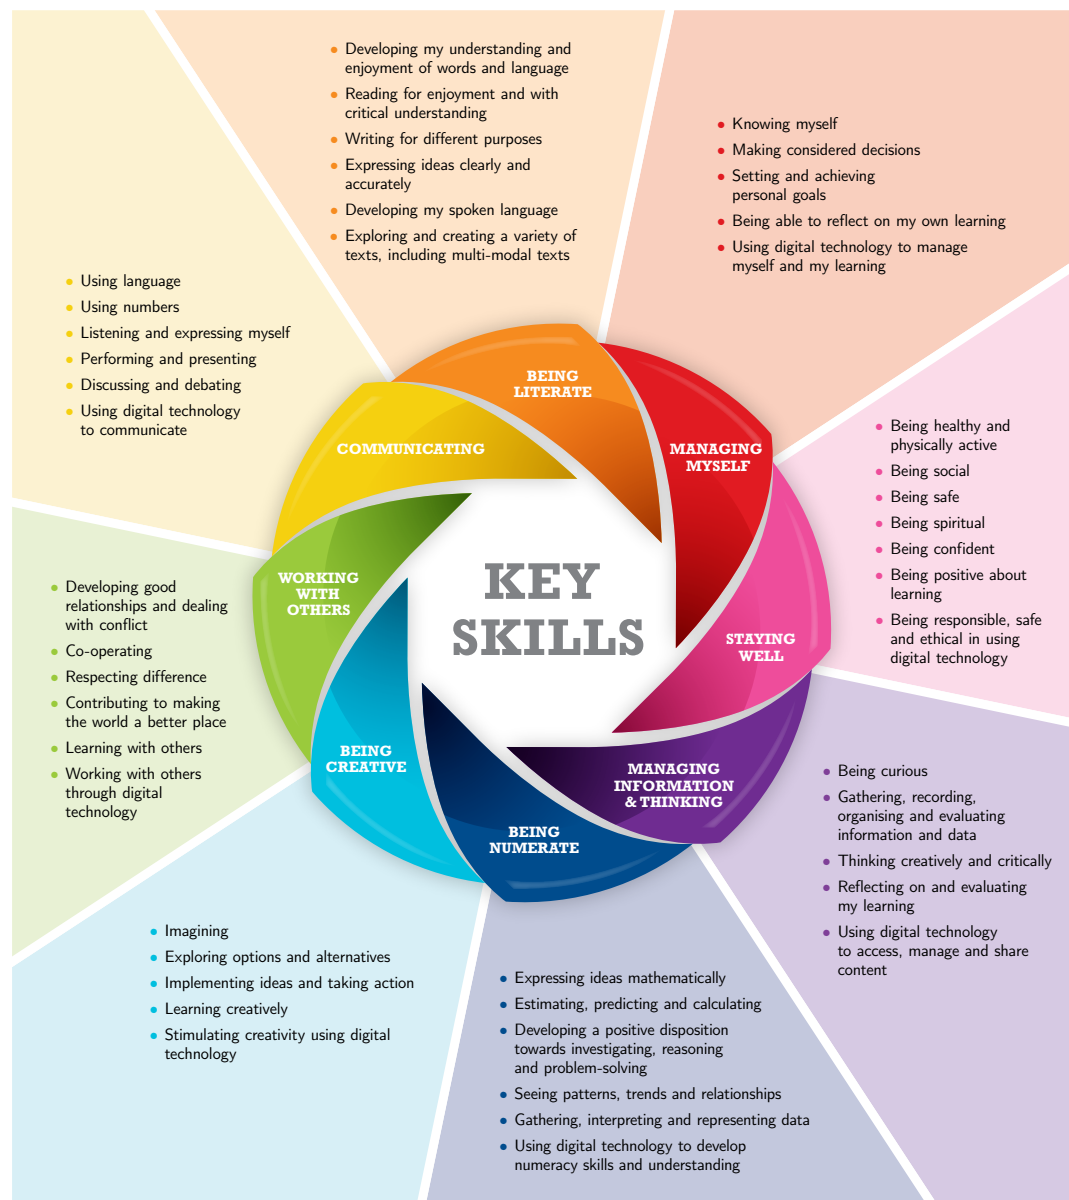 • Developing my understanding and
enjoyment of words and language
• Reading for enjoyment and with
critical understanding
• Writing for different purposes
• Expressing ideas clearly and
accurately
• Developing my spoken language
• Exploring and creating a variety of
texts, including multi-modal texts
• Knowing myself
• Making considered decisions
• Setting and achieving
personal goals
• Being able to reflect on my own learning
• Using digital technology to manage
myself and my learning
• Using language
• Using numbers
• Listening and expressing myself
• Performing and presenting
• Discussing and debating
• Using digital technology
to communicate
BEING
LITERATE
COMMUNICATING
MANAGING
MYSELF
• Being healthy and
physically active
• Being social
• Being safe
• Being spiritual
• Being confident
• Being positive about
learning
• Being responsible, safe
and ethical in using
digital technology
WORKING
WITH
OTHERS
KEY
SKILLS
STAYING
WELL
• Developing good
relationships and dealing
with conflict
• Co-operating
• Respecting difference
• Contributing to making
the world a better place
• Learning with others
• Working with others
through digital
technology
BEING
CREATIVE
BEING
NUMERATE
MANAGING
INFORMATION
& THINKING
• Being curious
• Gathering, recording,
organising and evaluating
information and data
• Thinking creatively and critically
• Reflecting on and evaluating
my learning
• Using digital technology
to access, manage and share
content
• Imagining
• Exploring options and alternatives
• Implementing ideas and taking action
• Learning creatively
• Stimulating creativity using digital
technology
• Expressing ideas mathematically
• Estimating, predicting and calculating
• Developing a positive disposition
towards investigating, reasoning
and problem-solving
• Seeing patterns, trends and relationships
• Gathering, interpreting and representing data
• Using digital technology to develop
numeracy skills and understanding